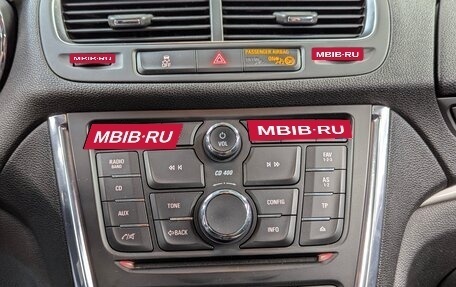 MBIB-RU
OFF
PASSENGER AIRBAG
MBIB-RU
MBIB·RU
VOL
MBIB-RU
RADIO
BAND
FAV
1-2-3
CD
CD 400
AS
1-2
AUX
TONE
CONFIG
TP
BACK
INFO